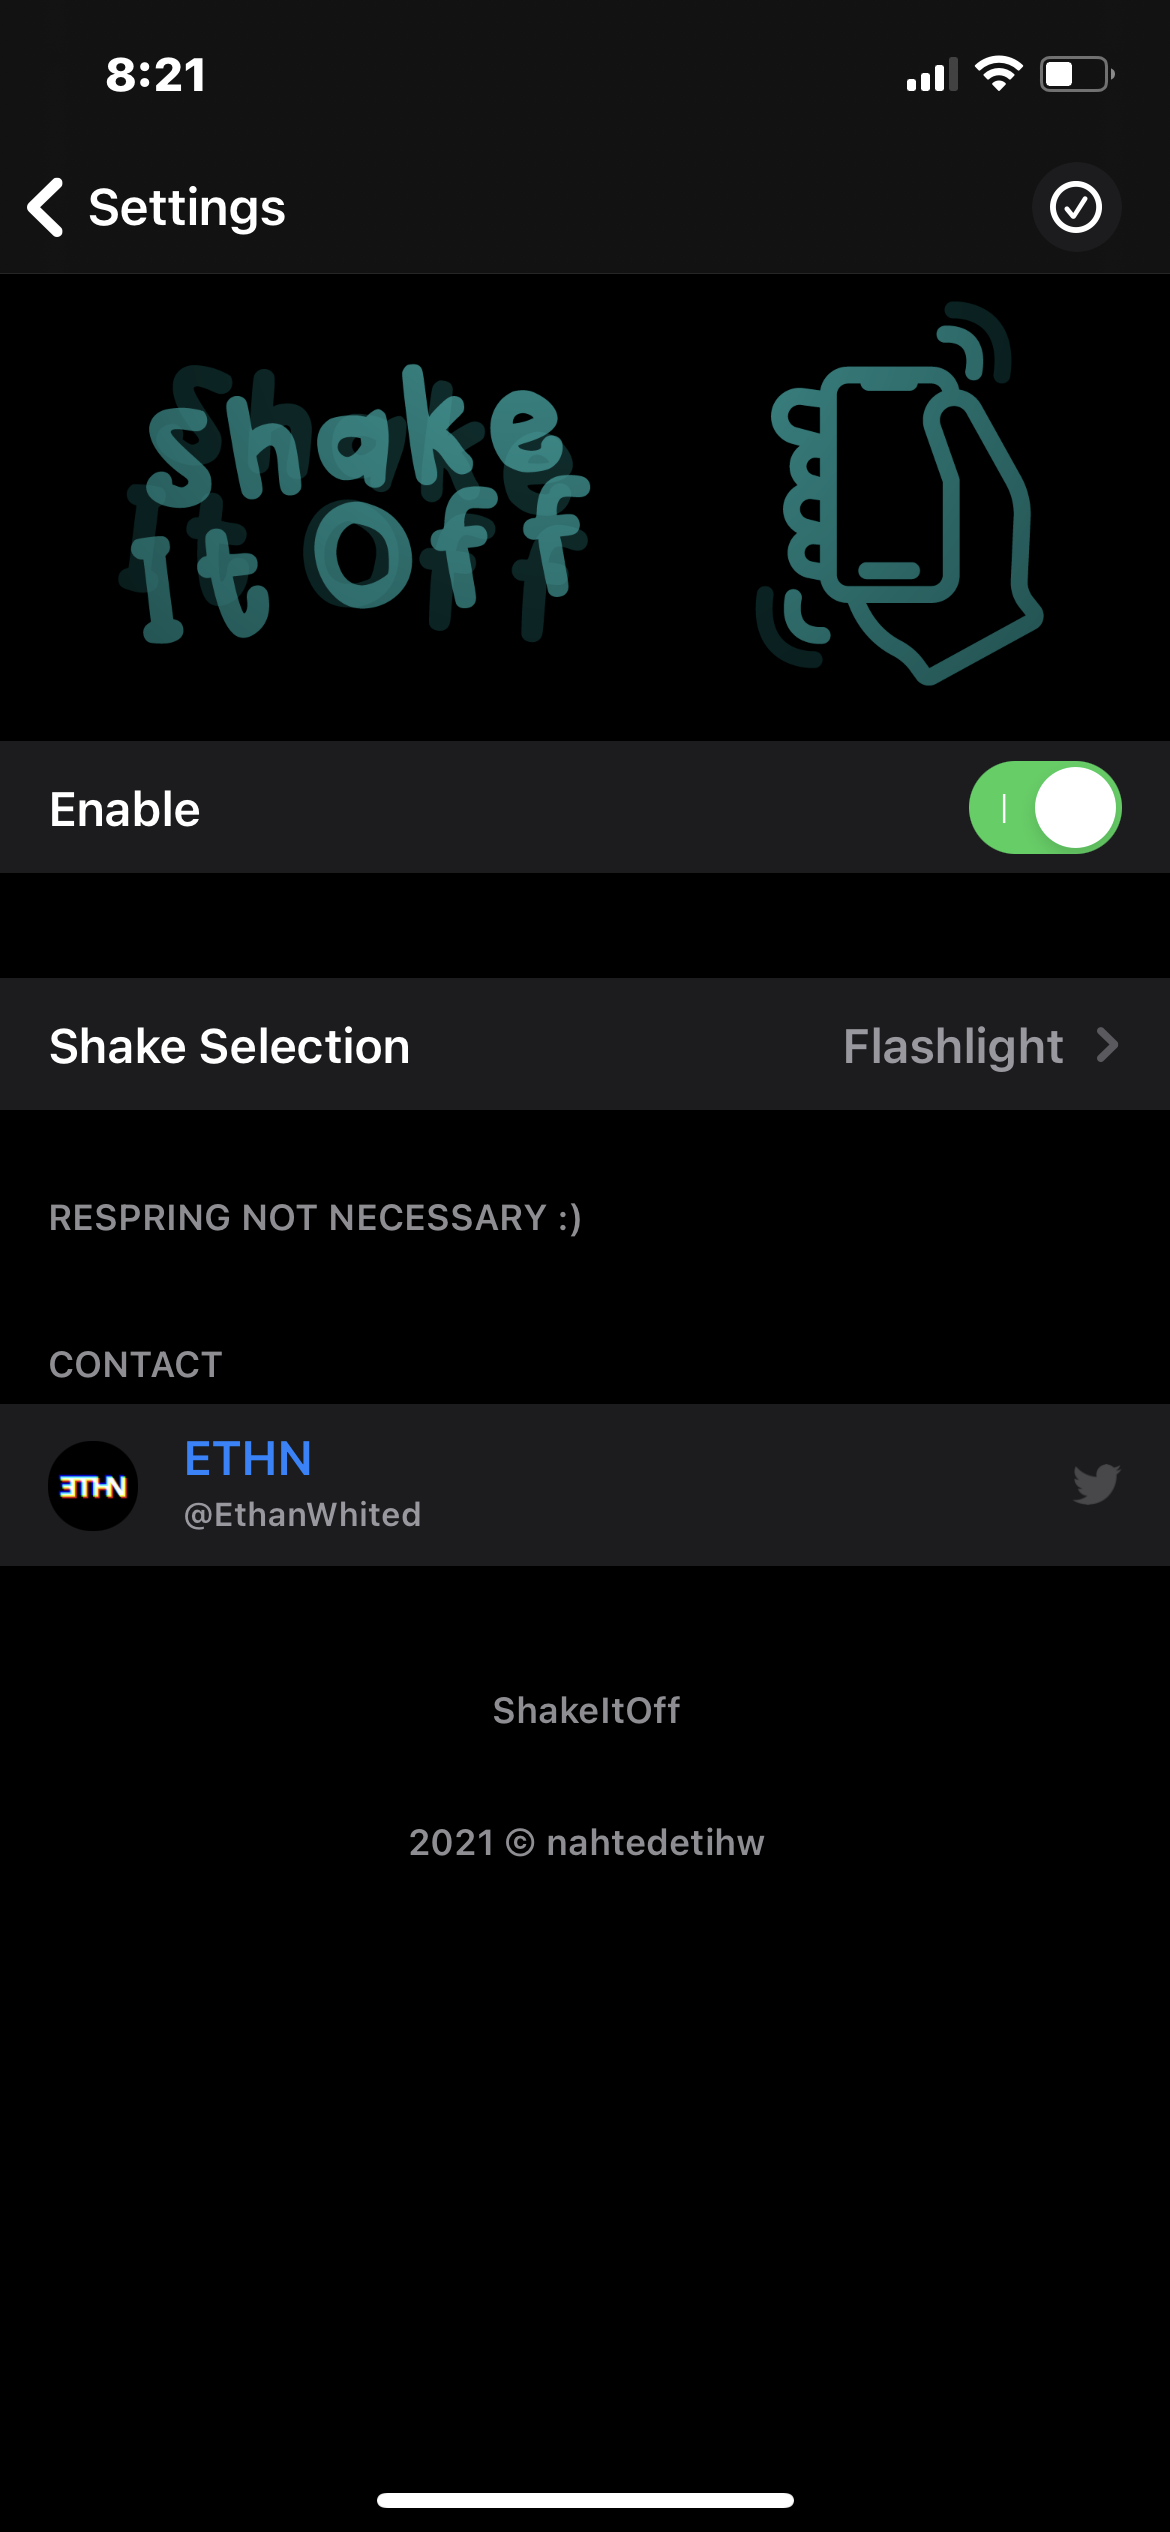 8:21
Settings
Shake
It Off
Enable
Shake Selection Flashlight
RESPRING NOT NECESSARY :)
CONTACT
ETHN
ETHN
@EthanWhited
ShakeItOff
2021 © nahtedetihw